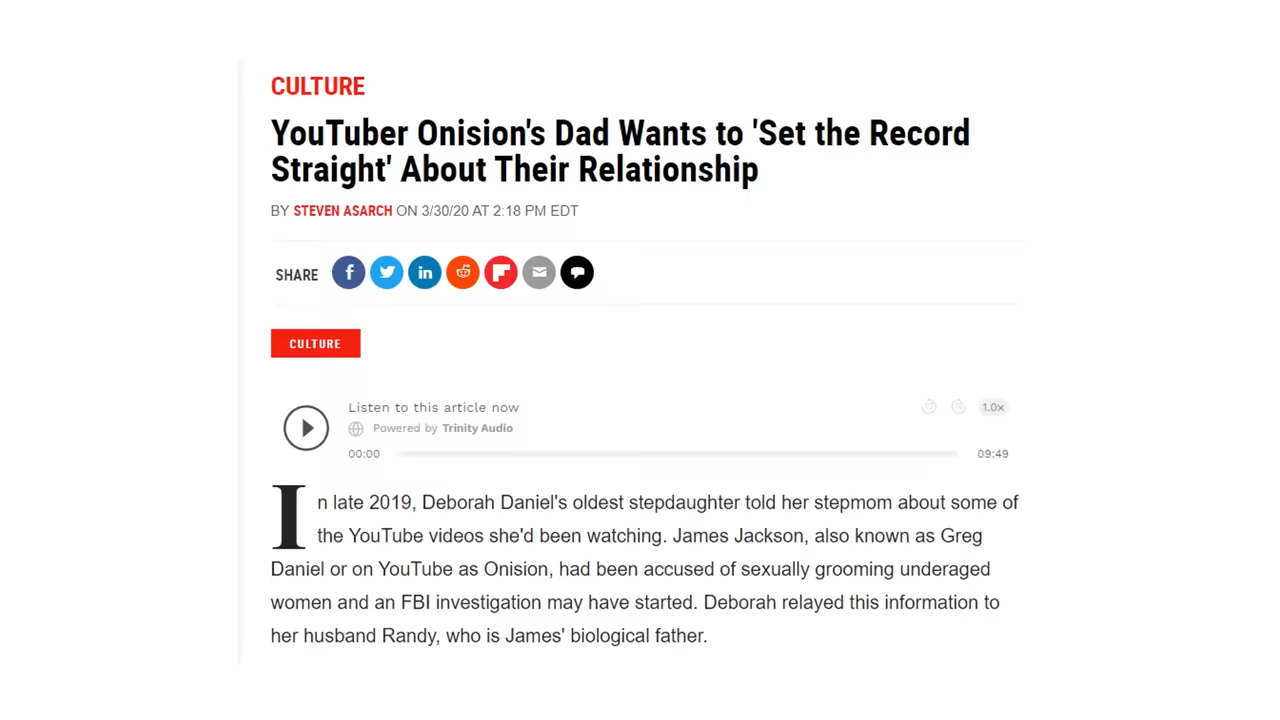 CULTURE
YouTuber Onision's Dad Wants to 'Set the Record
Straight' About Their Relationship
BY STEVEN ASARCH ON 3/30/20 AT 2:18 PM EDT
SHARE
CULTURE
Listen to this article now
1.0x
Powered by Trinity Audio
00:00
09:49
In late 2019, Deborah Daniel's oldest stepdaughter told her stepmom about some of
the YouTube videos she'd been watching. James Jackson, also known as Greg
Daniel or on YouTube as Onision, had been accused of sexually grooming underaged
women and an FBI investigation may have started. Deborah relayed this information to
her husband Randy, who is James' biological father.